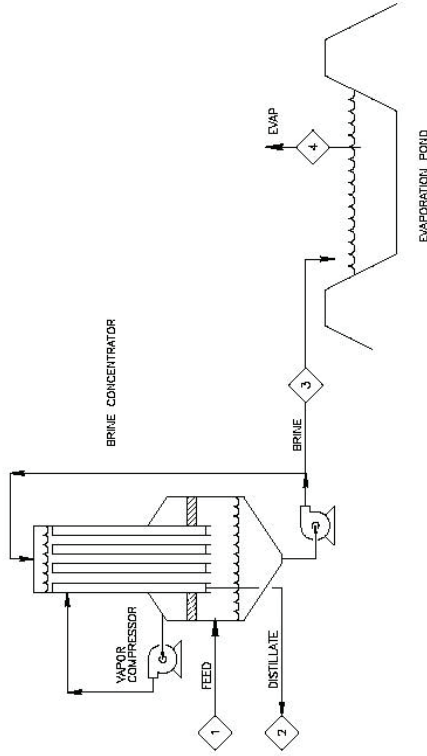 BRINE CONCENTRATOR
VAPOR
COMPRESSOR
FEED
1
DISTILLATE
2
BRINE
3
EVAP
4
EVAPORATION POND